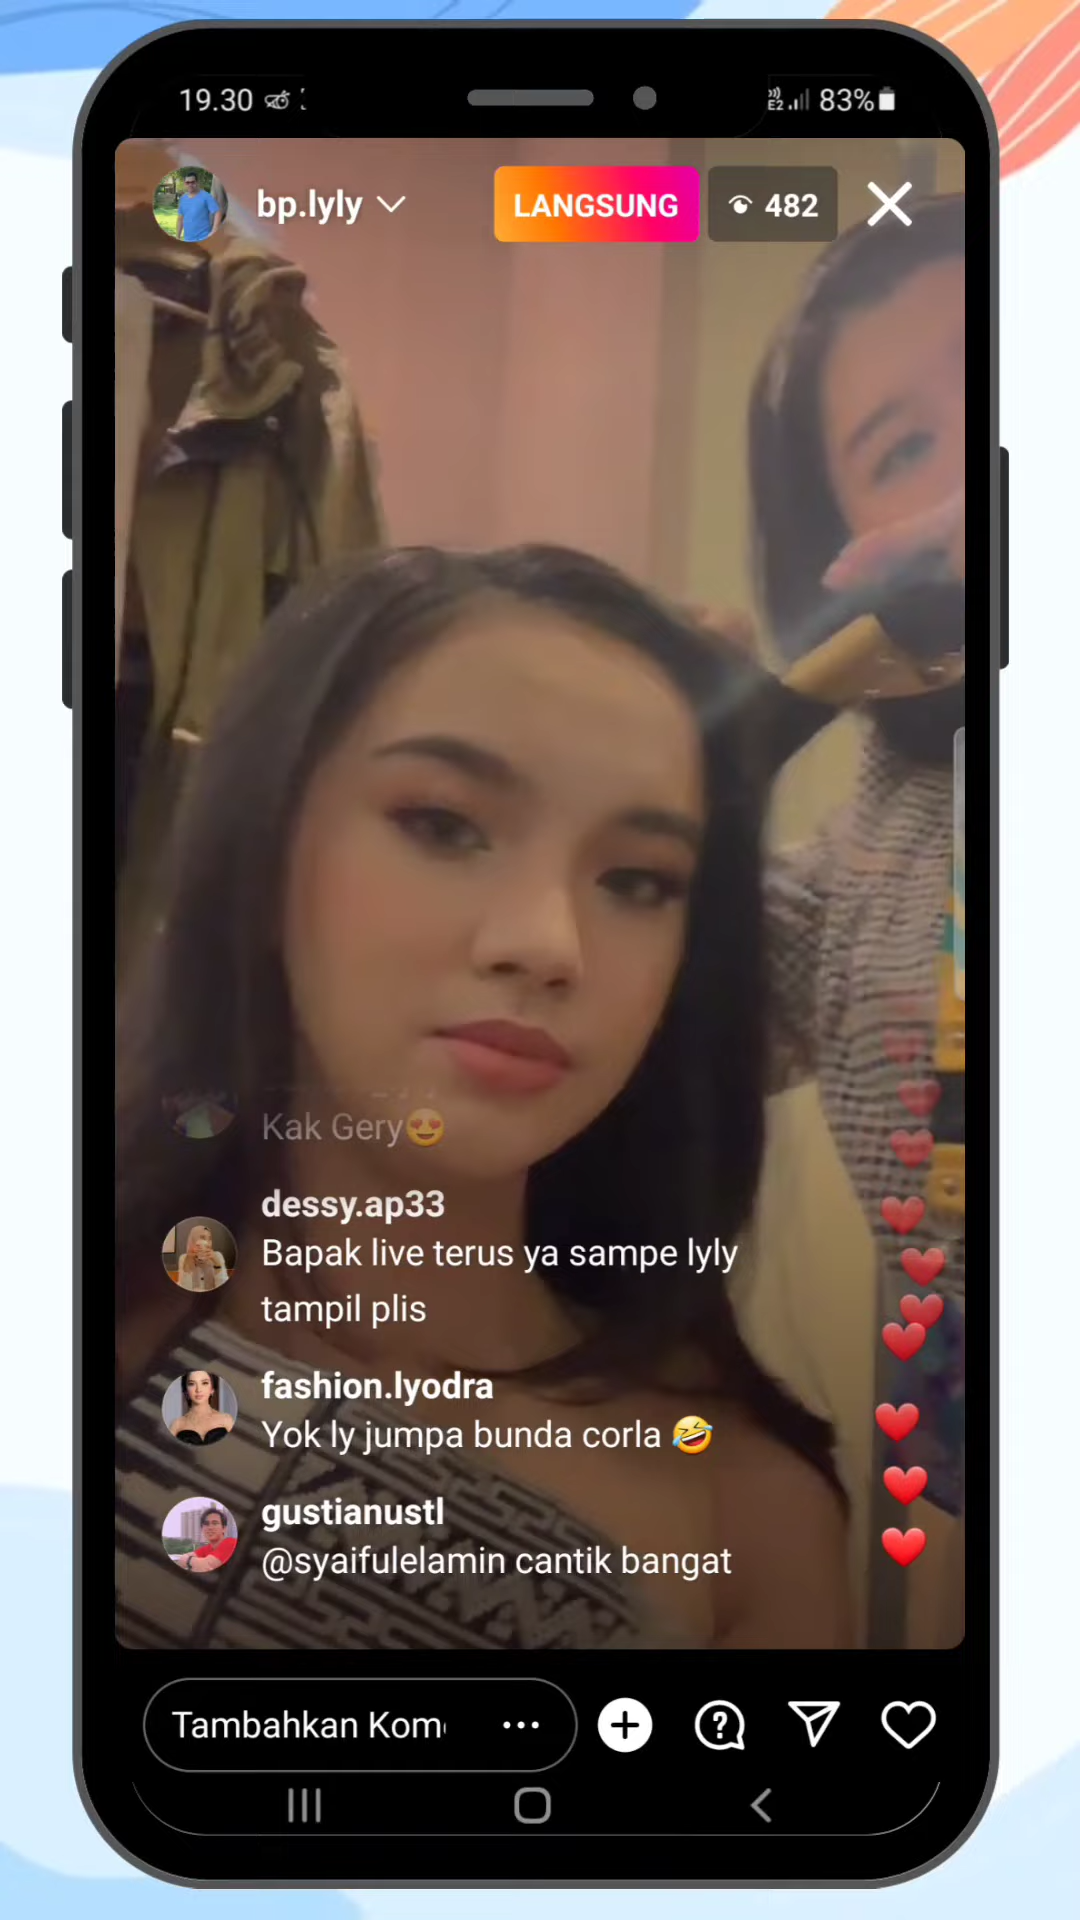 19.30
83%
bp.lyly
LANGSUNG
482
Kak Gery😍
dessy.ap33
Bapak live terus ya sampe lyly
tampil plis
fashion.lyodra
Yok ly jumpa bunda corla 🤣
gustianustl
@syaifulelamin cantik bangat
Tambahkan Kom